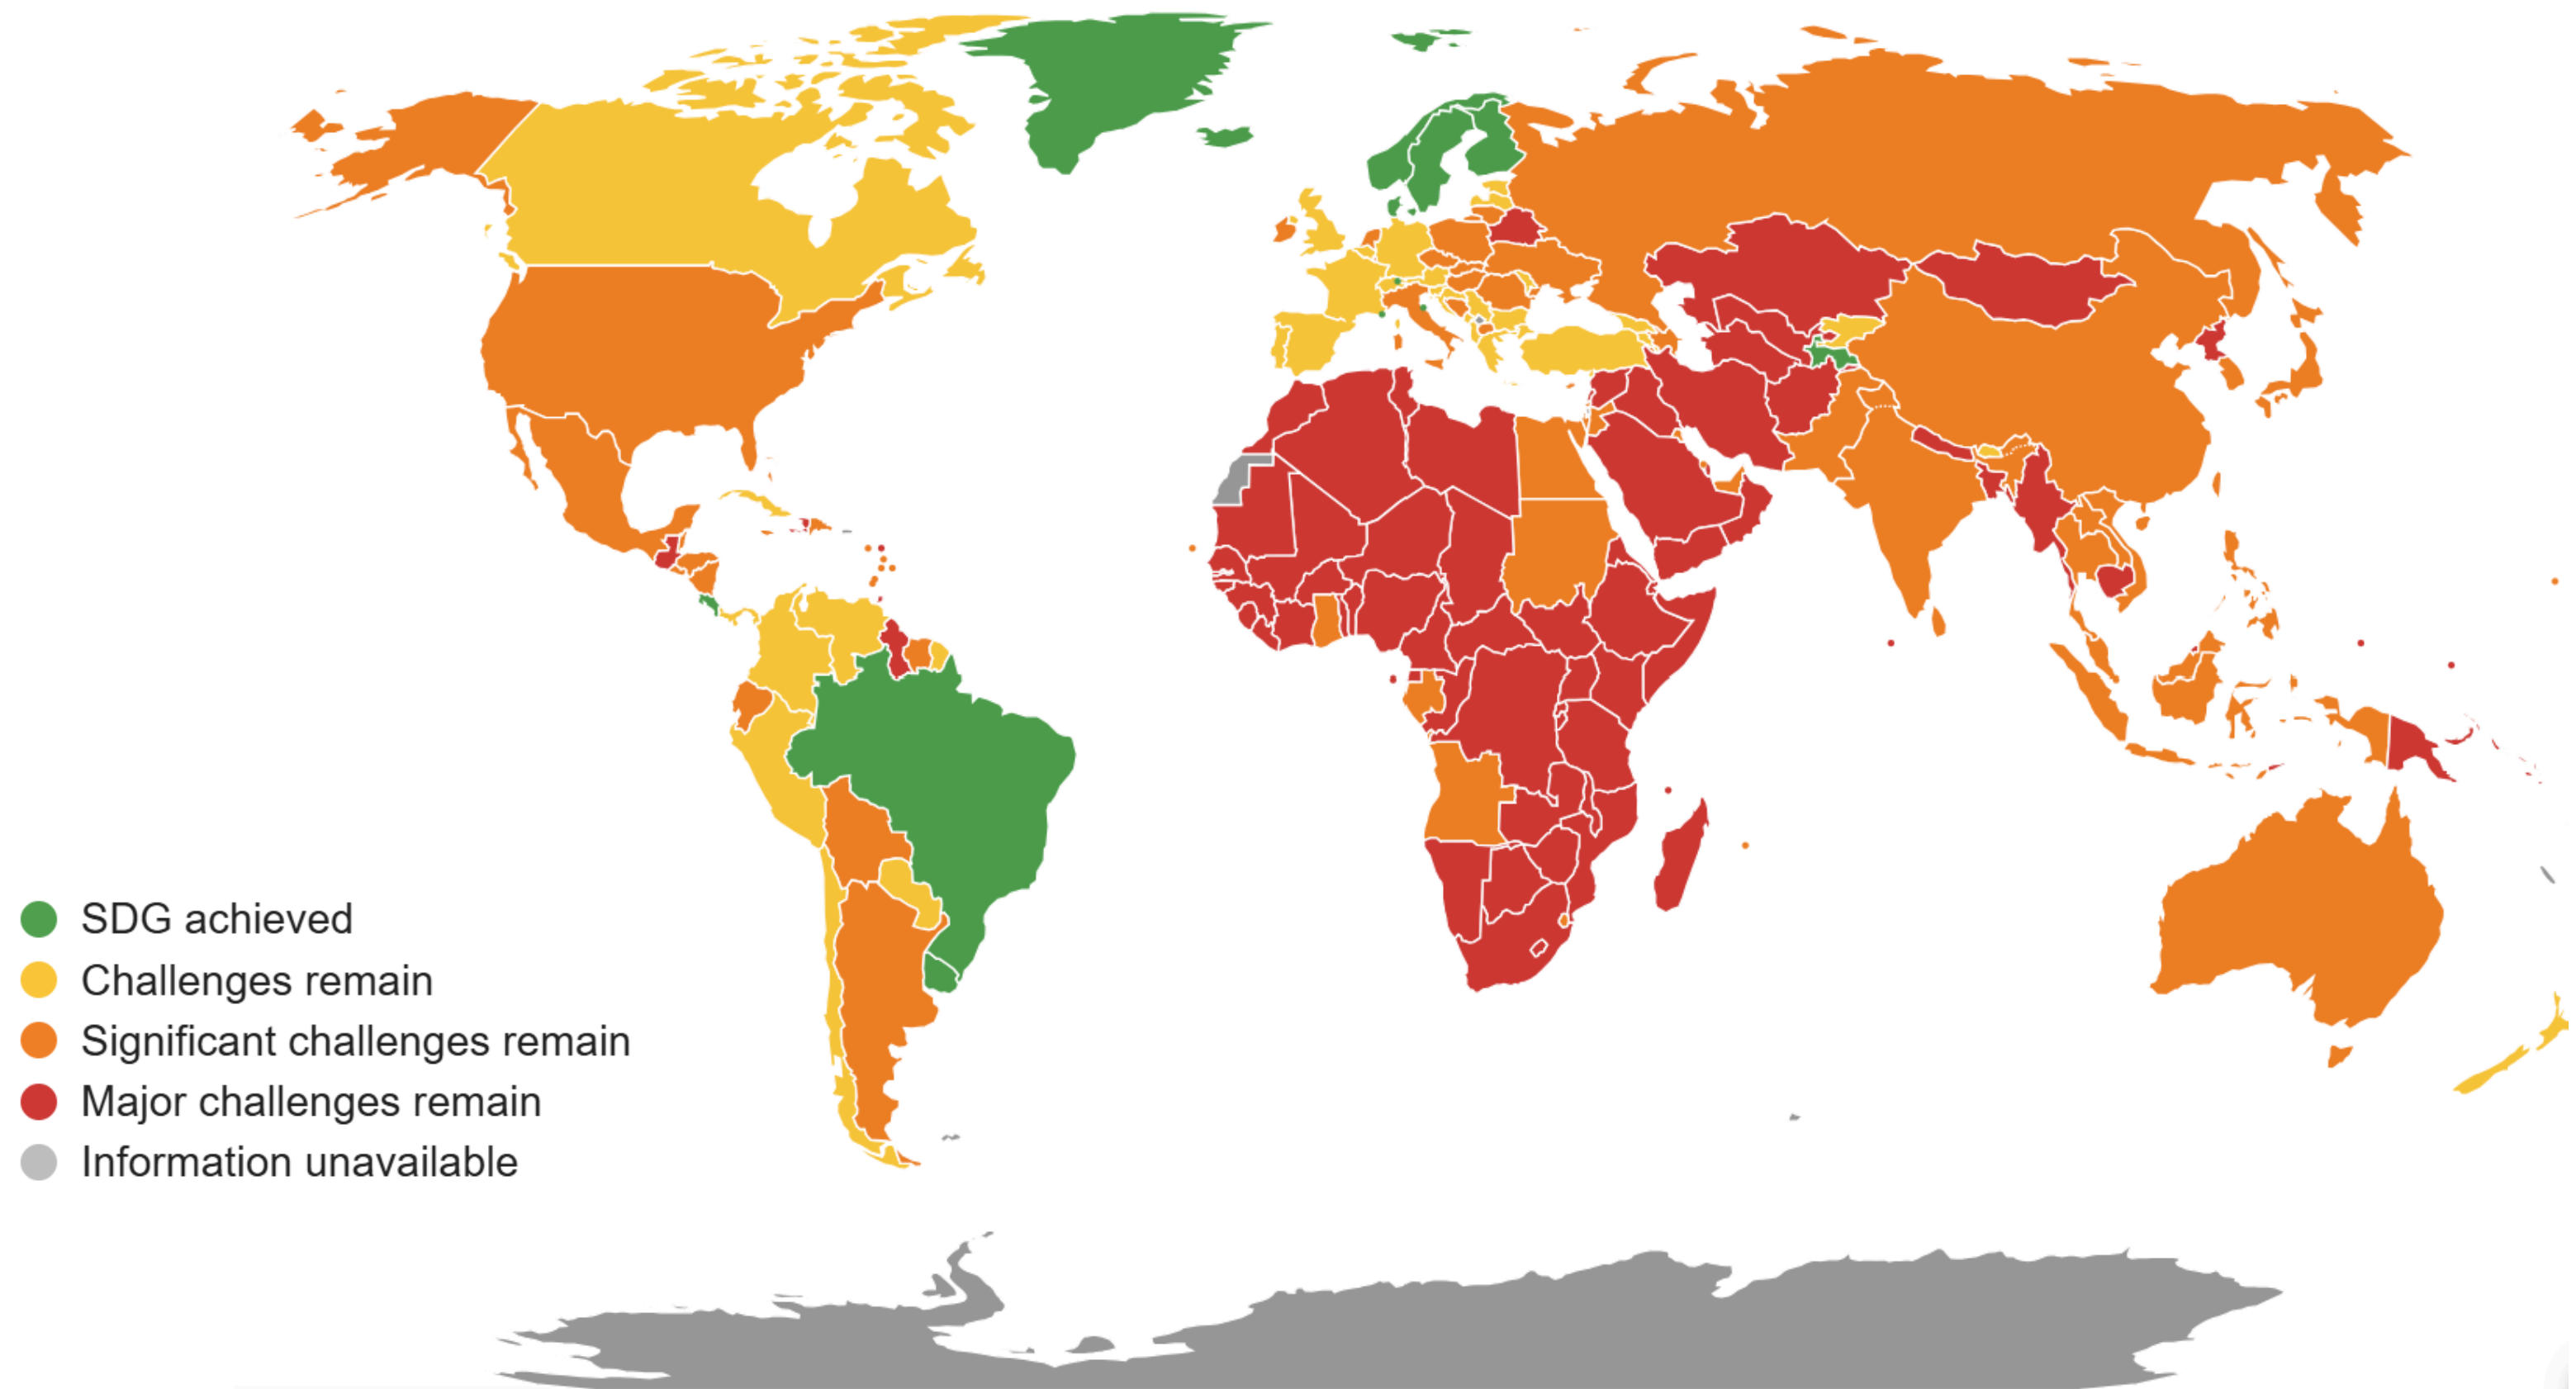 SDG achieved
Challenges remain
Significant challenges remain
Major challenges remain
Information unavailable